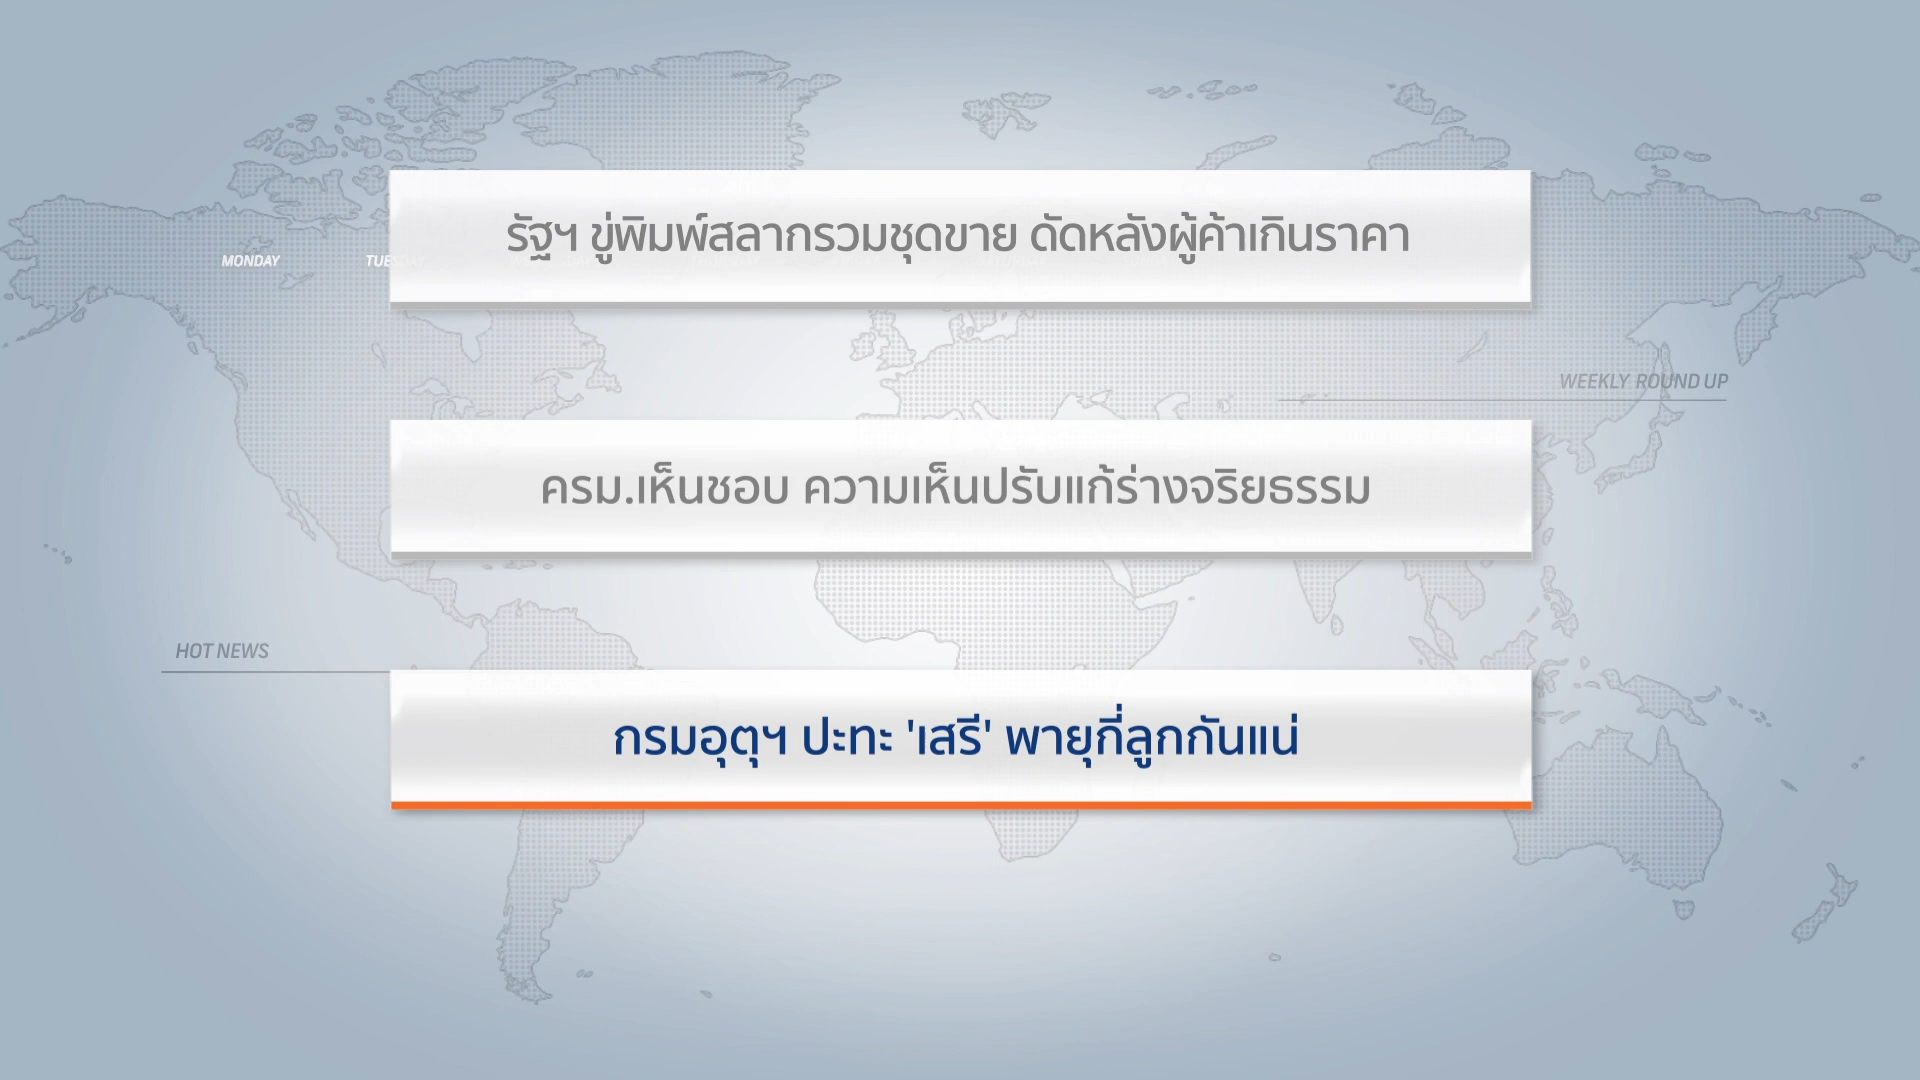 รัฐฯ ขู่พิมพ์สลากรวมชุดขาย ดัดหลังผู้ค้าเกินราคา
MONDAY
TUESDAY
WEEKLY ROUND UP
ครม.เห็นชอบ ความเห็นปรับแก้ร่างจริยธรรม
HOT NEWS
กรมอุตุฯ ปะทะ 'เสรี' พายุกี่ลูกกันแน่